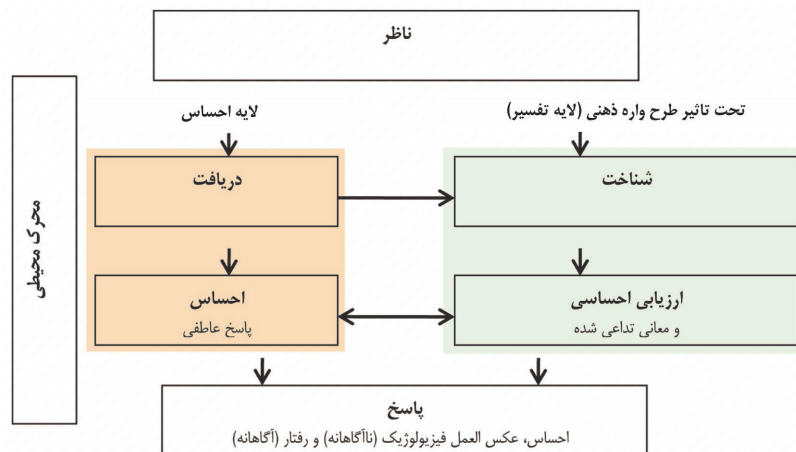 ناظر
محرک محیطی
تحت تاثیر طرح واره ذهنی (لایه تفسیر)
لایه احساس
شناخت
دریافت
ارزیابی احساسی
و معانی تداعی شده
احساس
پاسخ عاطفی
پاسخ
احساس، عکس العمل فیزیولوژیک (ناآگاهانه) و رفتار (آگاهانه)